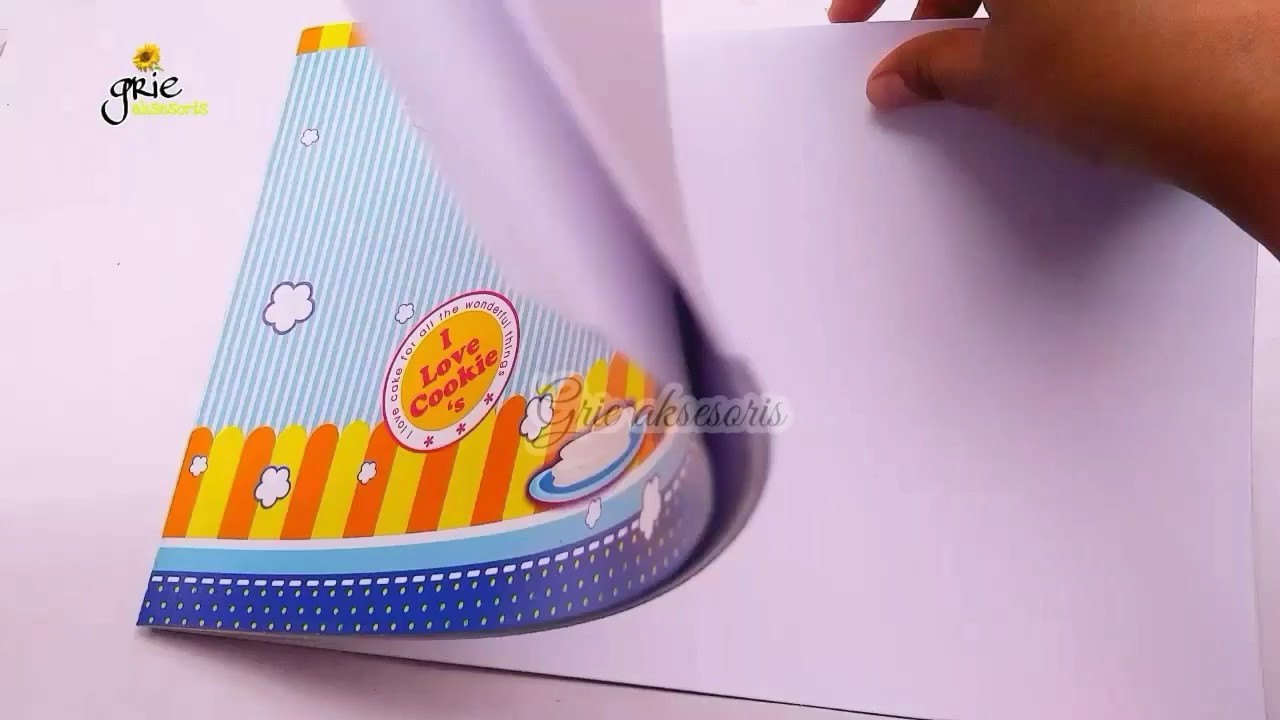 grie
aksesoris
I love cake for all the wonderful things
I
Love
Cookie
's
Grie aksesoris